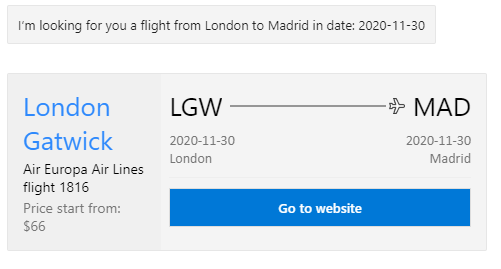 I'm looking for you a flight from London to Madrid in date: 2020-11-30
London
Gatwick
Air Europa Air Lines
flight 1816
Price start from:
$66
LGW MAD
2020-11-30 2020-11-30
London Madrid
Go to website